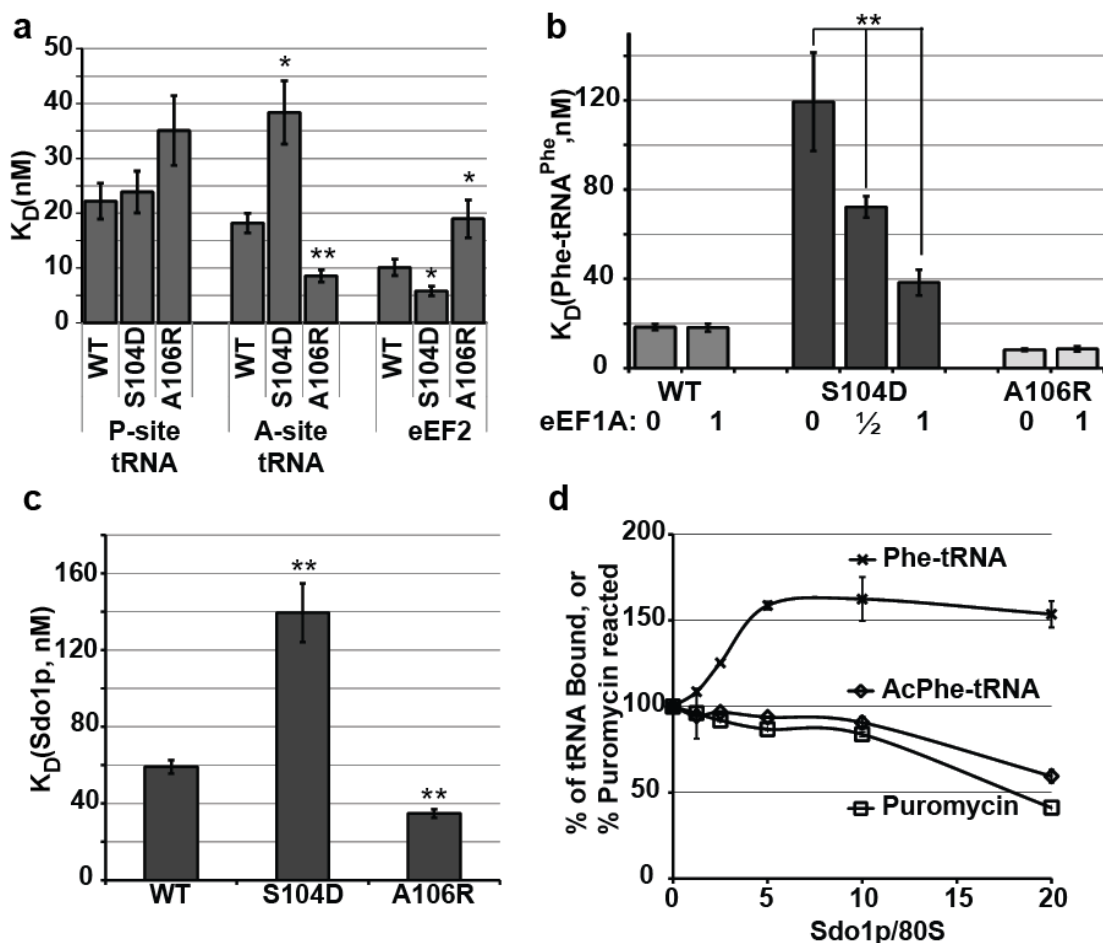 a
50
40
30
20
10
0
K_D(nM)
*
**
*
*
WT
S104D
A106R
WT
S104D
A106R
WT
S104D
A106R
P-site
tRNA
A-site
tRNA
eEF2
b
**
120
80
40
0
K_D(Phe-tRNA^Phe,nM)
WT S104D A106R
eEF1A: 0 1 0 ½ 1 0 1
c
160
120
80
40
0
K_D(Sdo1p, nM)
**
**
WT S104D A106R
d
200
150
100
50
0
% of tRNA Bound, or
% Puromycin reacted
Phe-tRNA
AcPhe-tRNA
Puromycin
0 5 10 15 20
Sdo1p/80S